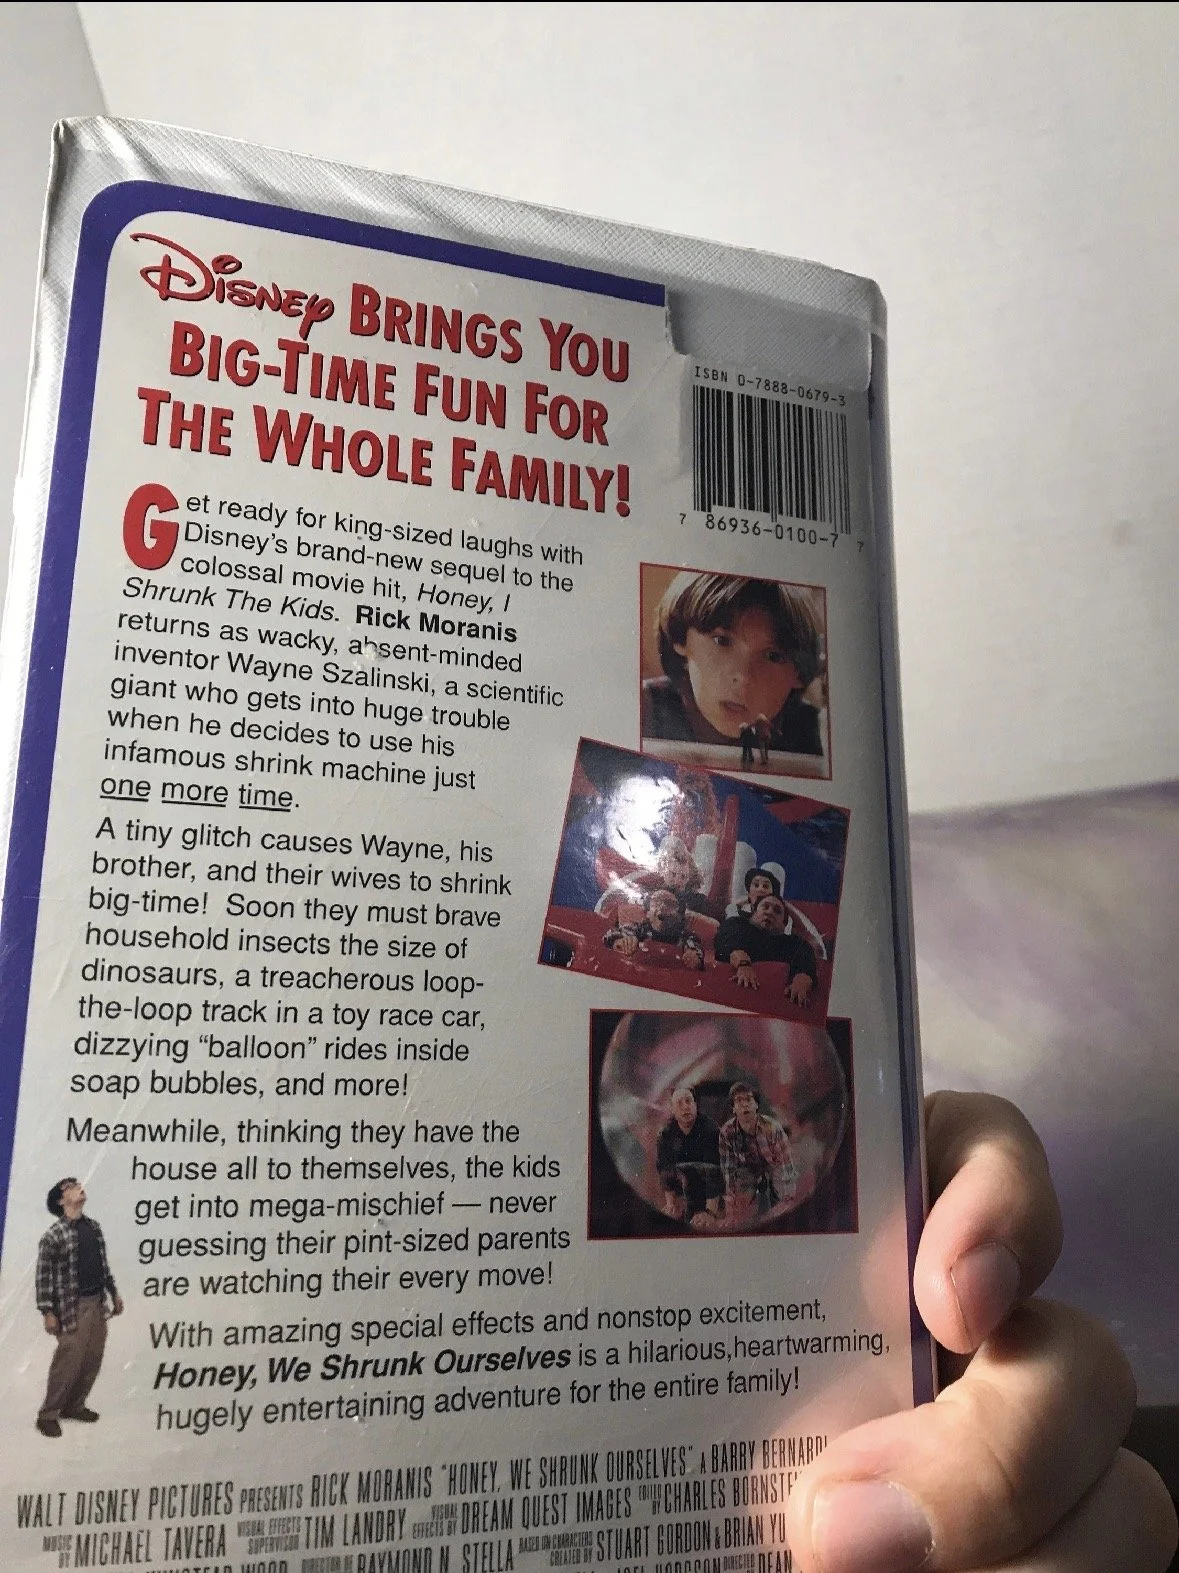 DISNEY BRINGS YOU
BIG-TIME FUN FOR
THE WHOLE FAMILY!
ISBN 0-7888-0679-3
7 86936-0100-7 7
Get ready for king-sized laughs with
Disney's brand-new sequel to the
colossal movie hit, Honey, I
Shrunk The Kids. Rick Moranis
returns as wacky, absent-minded
inventor Wayne Szalinski, a scientific
giant who gets into huge trouble
when he decides to use his
infamous shrink machine just
one more time.
A tiny glitch causes Wayne, his
brother, and their wives to shrink
big-time! Soon they must brave
household insects the size of
dinosaurs, a treacherous loop-
the-loop track in a toy race car,
dizzying “balloon” rides inside
soap bubbles, and more!
Meanwhile, thinking they have the
house all to themselves, the kids
get into mega-mischief — never
guessing their pint-sized parents
are watching their every move!
With amazing special effects and nonstop excitement,
Honey, We Shrunk Ourselves is a hilarious, heartwarming,
hugely entertaining adventure for the entire family!
WALT DISNEY PICTURES PRESENTS RICK MORANIS "HONEY, WE SHRUNK OURSELVES" A BARRY
MUSIC BY MICHAEL TAVERA VISUAL EFFECTS SUPERVISOR TIM LANDRY VISUAL EFFECTS BY DREAM QUEST IMAGES EDITED BY CHARLES
DIRECTOR OF RAYMOND N. STELLA BASED ON CHARACTERS CREATED BY STUART GORDON & BRIAN YU
DIRECTED DEAN